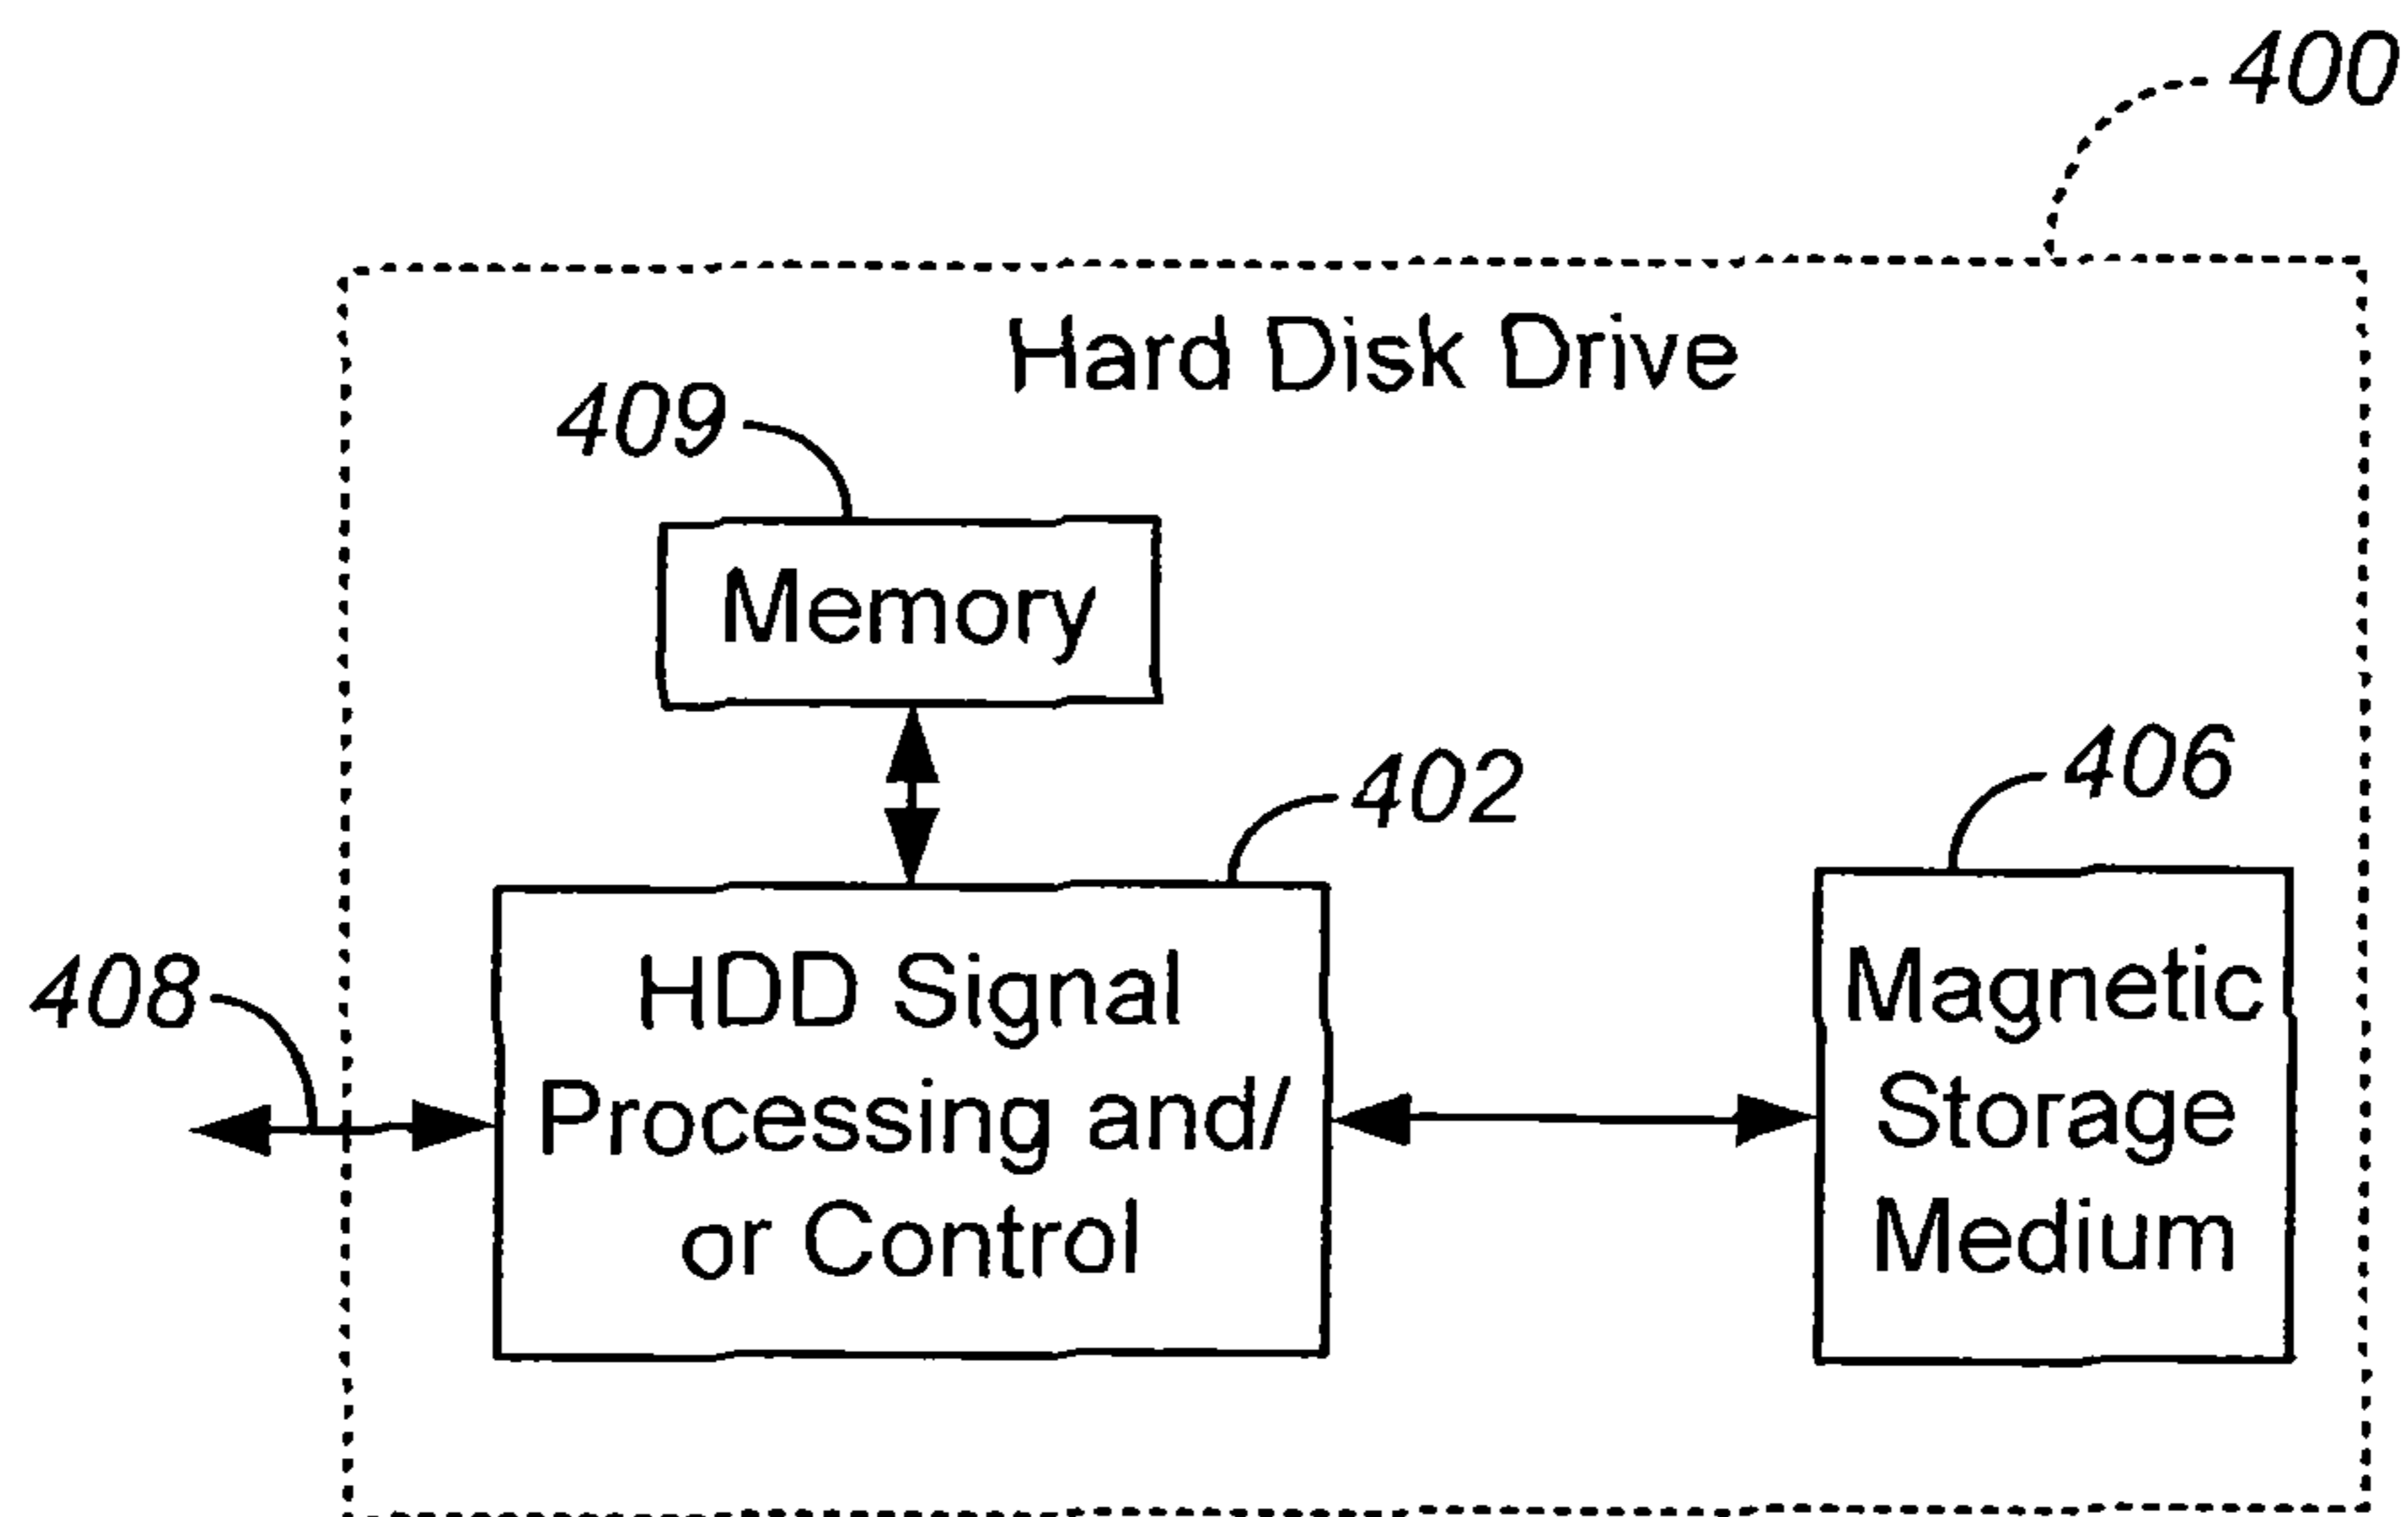 400
Hard Disk Drive
409
Memory
402
406
408
HDD Signal
Processing and/
or Control
Magnetic
Storage
Medium